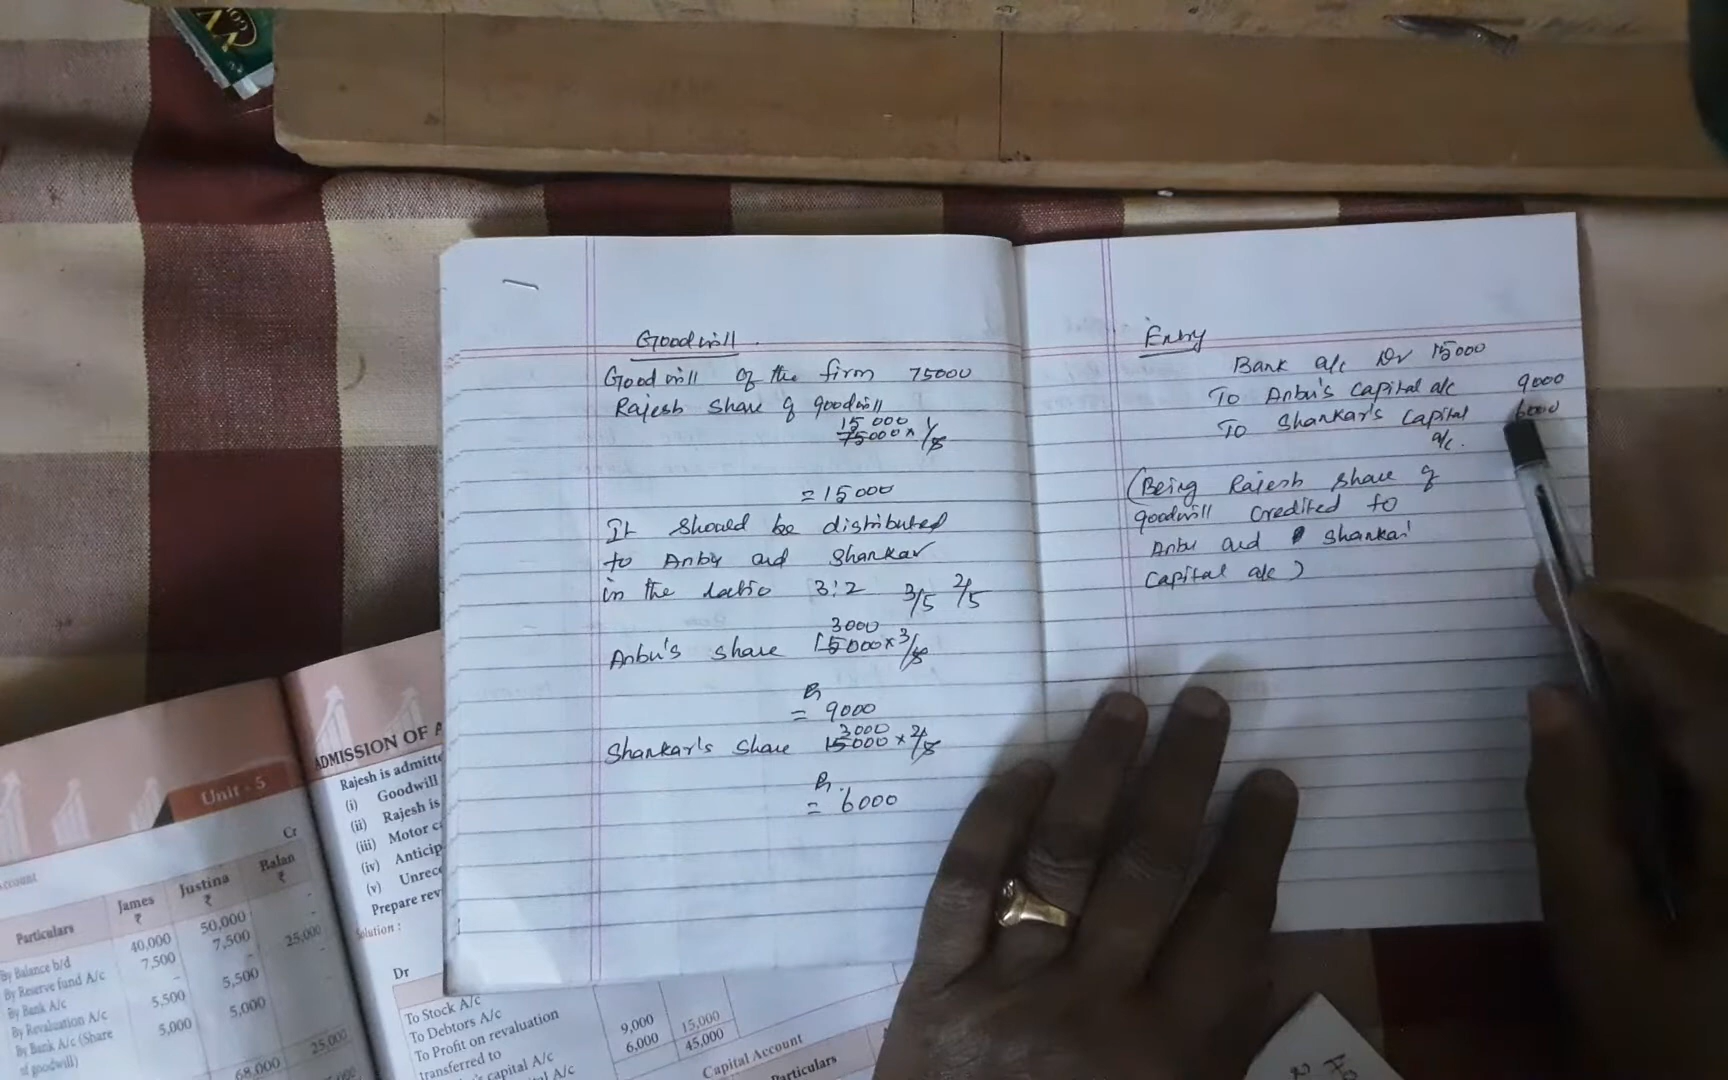 Goodwill
Goodwill of the firm 75000
Rajesh share of goodwill
15 000
75000 × 1/5
= 15000
It should be distributed
to Anbu and Shankar
in the ratio 3:2 3/5 2/5
3000
Anbu's share 15000 × 3/5
= 9000
3000
Shankar's share 15000 × 2/5
= 6000
Entry
Bank a/c Dr 15000
To Anbu's capital a/c 9000
To Shankar's capital 6000
a/c.
(Being Rajesh share of
goodwill credited to
Anbu and Shankar
capital a/c)
Unit - 5
Cr
Particulars James Justina Balan
₹ ₹ ₹
By Balance b/d 40,000 50,000 -
By Reserve fund A/c 7,500 7,500 -
By Bank A/c - - 25,000
By Revaluation A/c 5,500 5,500 -
By Bank A/c (Share 5,000 5,000 -
of goodwill)
68,000 25,000
ADMISSION OF A
Rajesh is admitte
(i) Goodwill
(ii) Rajesh is
(iii) Motor c
(iv) Anticip
(v) Unrec
Prepare rev
Solution :
Dr
To Stock A/c
To Debtors A/c
To Profit on revaluation
transferred to
capital A/c 9,000 15,000
6,000 45,000
Capital Account
Particulars